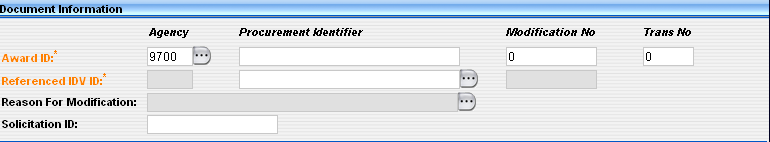 Document Information
Agency Procurement Identifier Modification No Trans No
Award ID:* 9700 ... 0 0
Referenced IDV ID:* ...
Reason For Modification: ...
Solicitation ID: